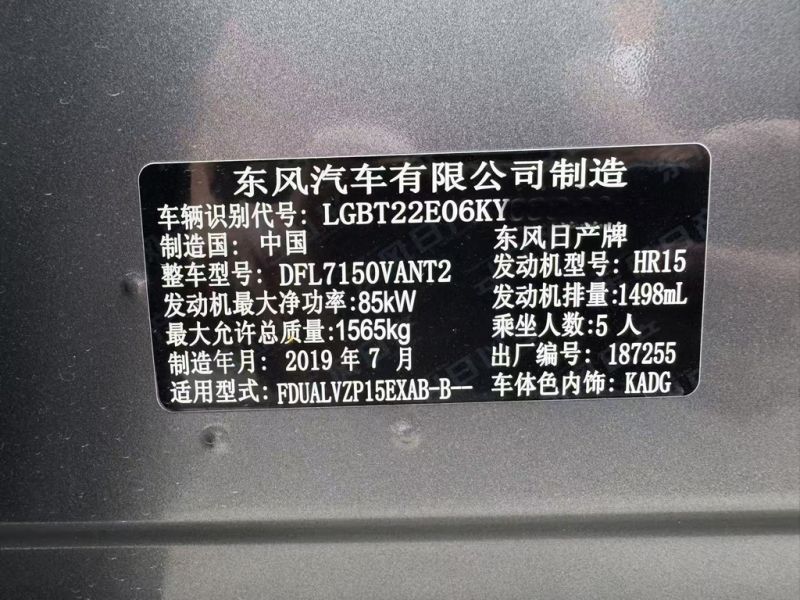 东风汽车有限公司制造
车辆识别代号: LGBT22E06KY
制造国: 中国 东风日产牌
整车型号: DFL7150VANT2 发动机型号: HR15
发动机最大净功率:85kW 发动机排量:1498mL
最大允许总质量:1565kg 乘坐人数:5 人
制造年月: 2019 年 7 月 出厂编号: 187255
适用型式: FDUALVZP15EXAB-B-- 车体色内饰: KADG